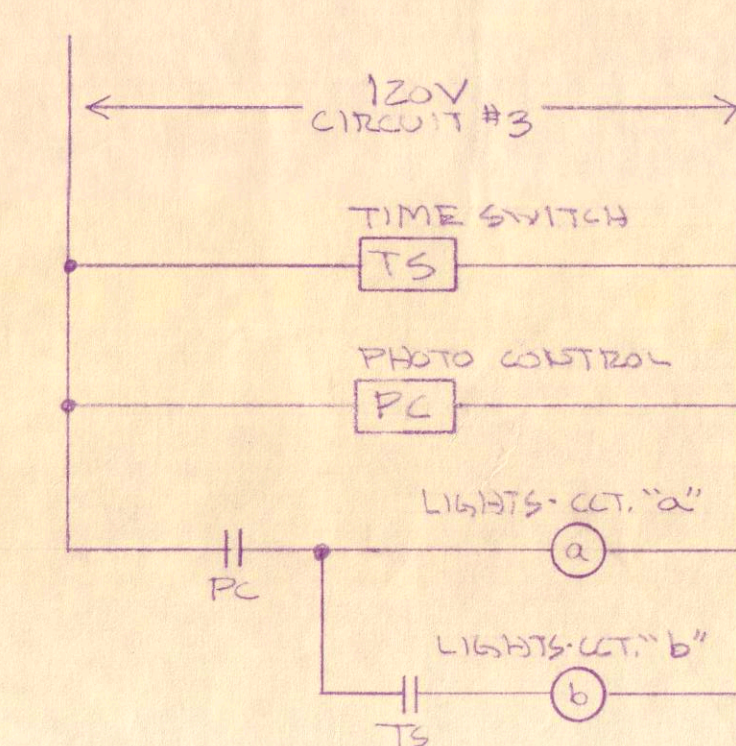 120V
CIRCUIT #3
TIME SWITCH
TS
PHOTO CONTROL
PC
LIGHTS - CCT. "a"
a
PC
LIGHTS - CCT. "b"
b
TS